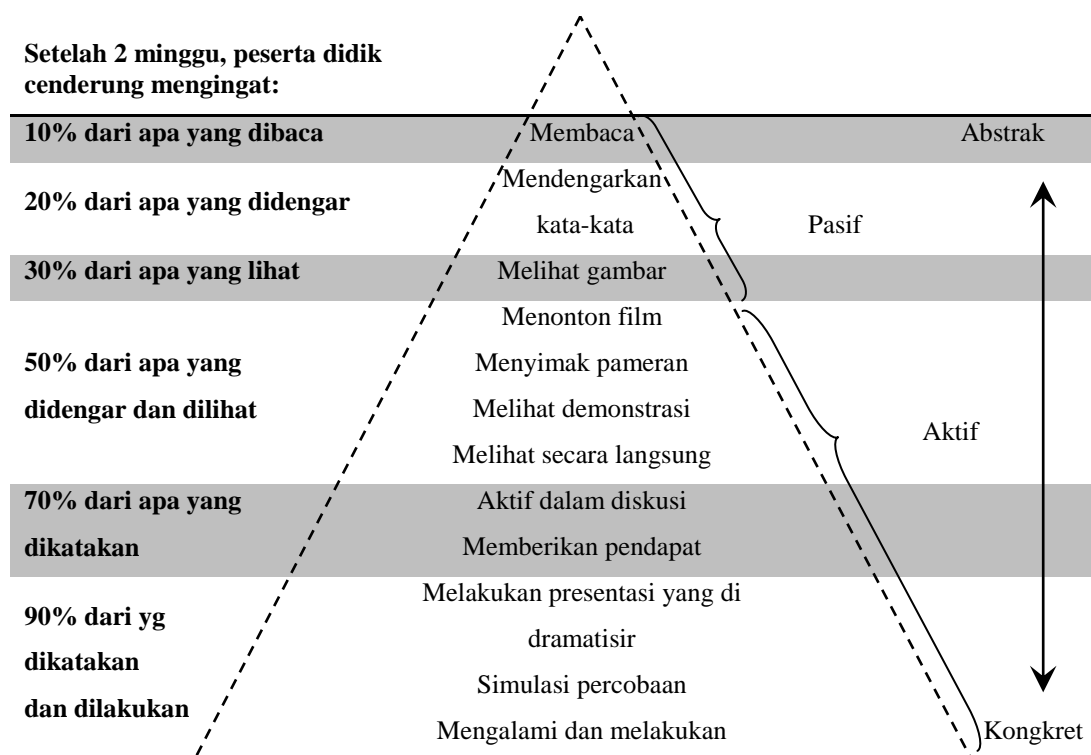 Setelah 2 minggu, peserta didik
cenderung mengingat:
10% dari apa yang dibaca
Membaca
Abstrak
20% dari apa yang didengar
Mendengarkan
kata-kata
Pasif
30% dari apa yang lihat
Melihat gambar
50% dari apa yang
didengar dan dilihat
Menonton film
Menyimak pameran
Melihat demonstrasi
Melihat secara langsung
Aktif
70% dari apa yang
dikatakan
Aktif dalam diskusi
Memberikan pendapat
90% dari yg
dikatakan
dan dilakukan
Melakukan presentasi yang di
dramatisir
Simulasi percobaan
Mengalami dan melakukan
Kongkret